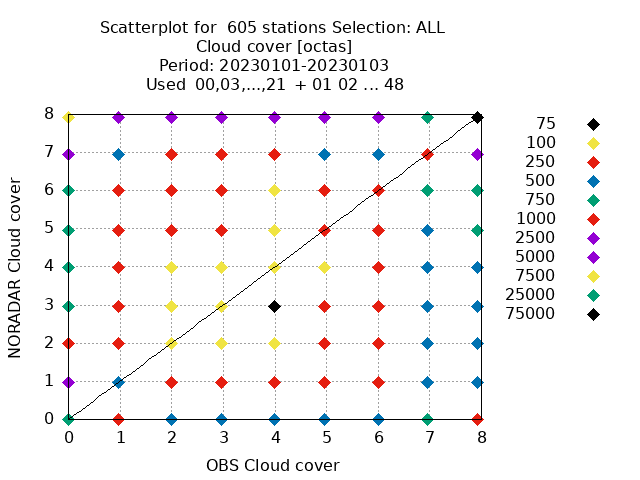 Scatterplot for 605 stations Selection: ALL
Cloud cover [octas]
Period: 20230101-20230103
Used 00,03,...,21 + 01 02 ... 48
8
7
6
5
4
3
2
1
0
NORADAR Cloud cover
0 1 2 3 4 5 6 7 8
OBS Cloud cover
75
100
250
500
750
1000
2500
5000
7500
25000
75000